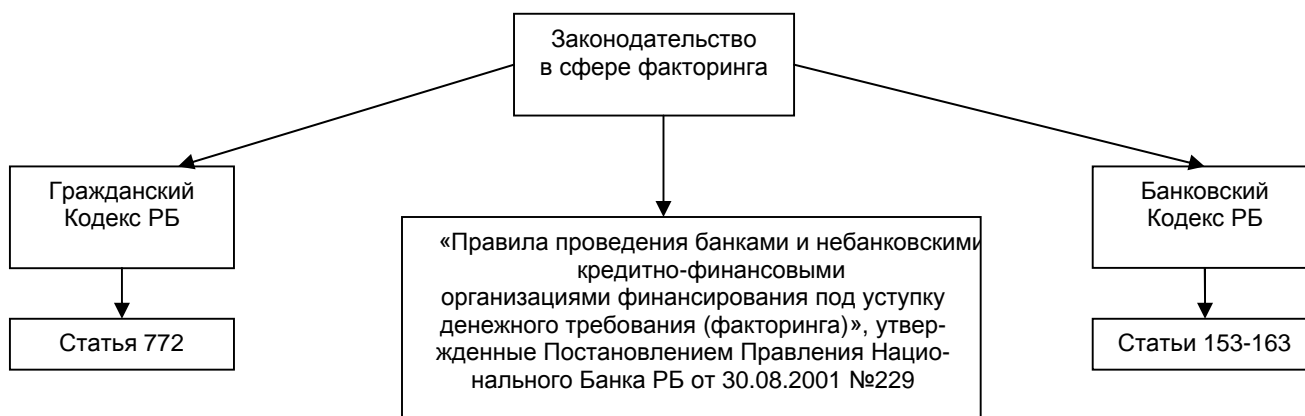 Законодательство
в сфере факторинга
Гражданский
Кодекс РБ
Статья 772
«Правила проведения банками и небанковскими
кредитно-финансовыми
организациями финансирования под уступку
денежного требования (факторинга)», утвер-
жденные Постановлением Правления Нацио-
нального Банка РБ от 30.08.2001 №229
Банковский
Кодекс РБ
Статьи 153-163